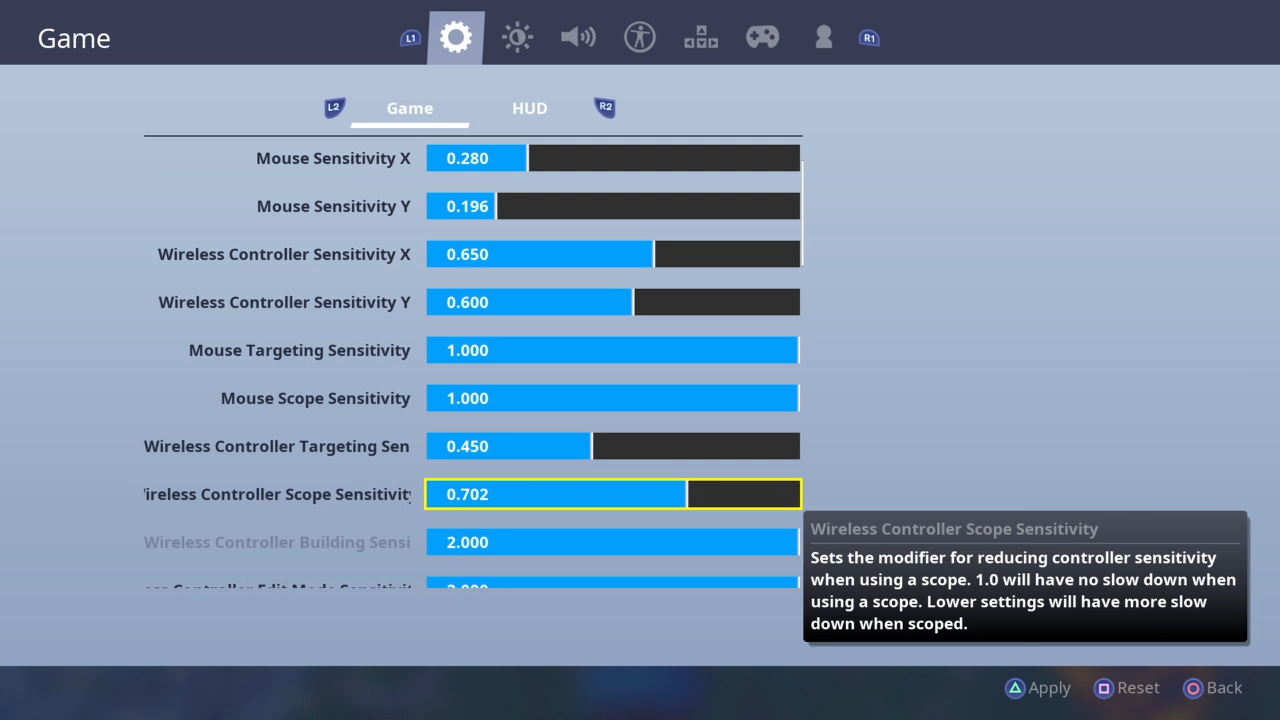 Game
L1
R1
L2
Game
HUD
R2
Mouse Sensitivity X
0.280
Mouse Sensitivity Y
0.196
Wireless Controller Sensitivity X
0.650
Wireless Controller Sensitivity Y
0.600
Mouse Targeting Sensitivity
1.000
Mouse Scope Sensitivity
1.000
Wireless Controller Targeting Sen
0.450
ireless Controller Scope Sensitivit
0.702
Wireless Controller Building Sensi
2.000
Wireless Controller Scope Sensitivity
Sets the modifier for reducing controller sensitivity
when using a scope. 1.0 will have no slow down when
using a scope. Lower settings will have more slow
down when scoped.
Apply
Reset
Back